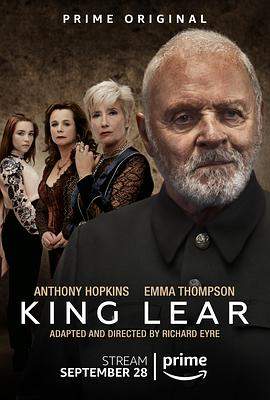 PRIME ORIGINAL
ANTHONY HOPKINS EMMA THOMPSON
KING LEAR
ADAPTED AND DIRECTED BY RICHARD EYRE
STREAM
SEPTEMBER 28
prime